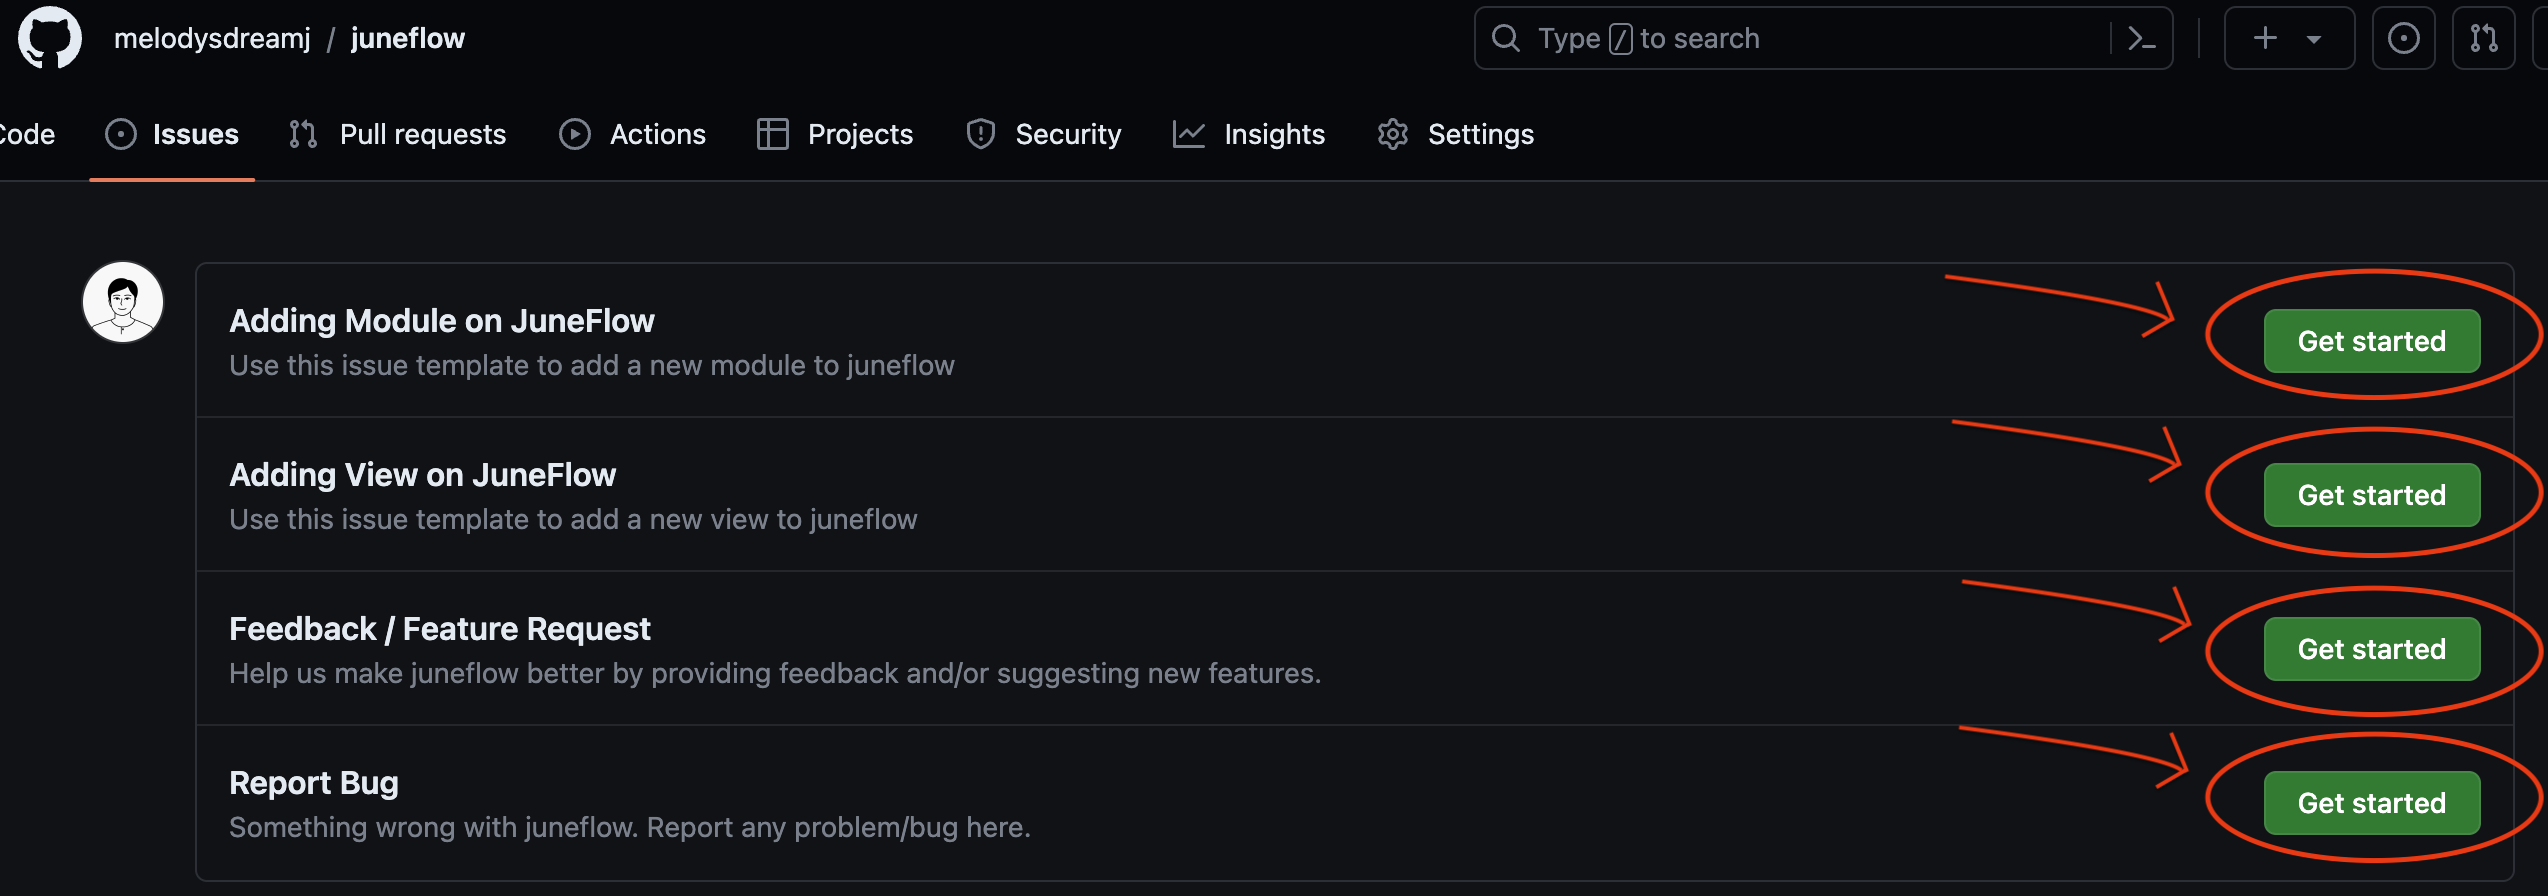 melodysdreamj / juneflow
Type / to search
Code Issues Pull requests Actions Projects Security Insights Settings
Adding Module on JuneFlow
Use this issue template to add a new module to juneflow
Get started
Adding View on JuneFlow
Use this issue template to add a new view to juneflow
Get started
Feedback / Feature Request
Help us make juneflow better by providing feedback and/or suggesting new features.
Get started
Report Bug
Something wrong with juneflow. Report any problem/bug here.
Get started